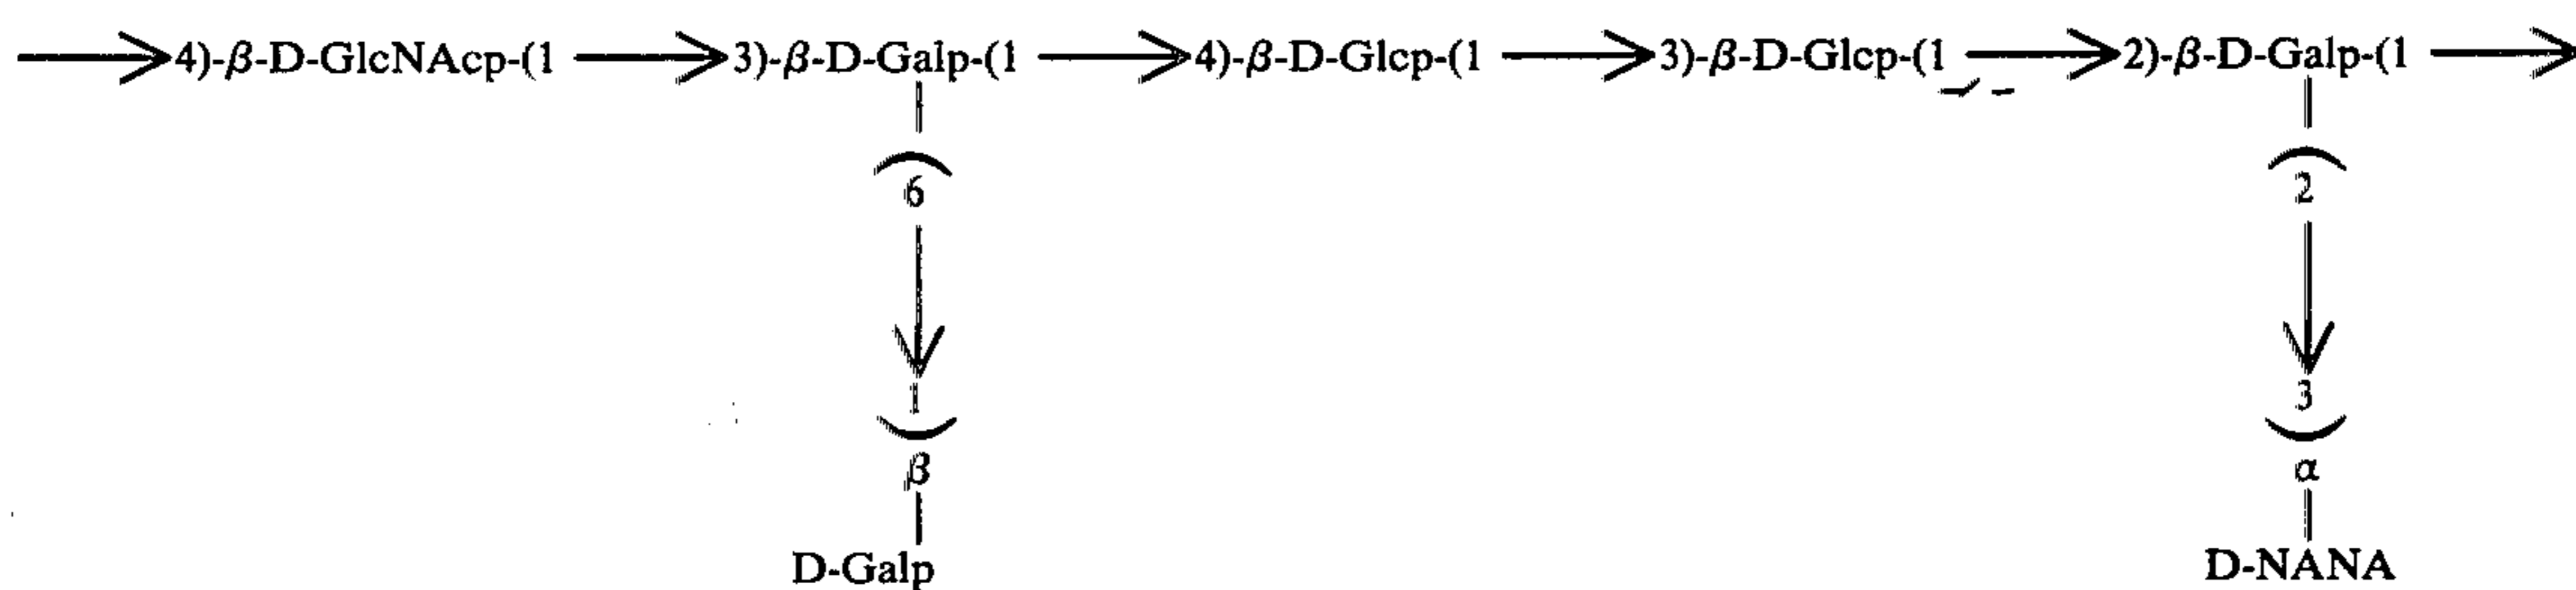 ⟶4)-β-D-GlcNAcp-(1 ⟶3)-β-D-Galp-(1 ⟶4)-β-D-Glcp-(1 ⟶3)-β-D-Glcp-(1 ⟶2)-β-D-Galp-(1 ⟶
6 2
1 3
β α
D-Galp D-NANA